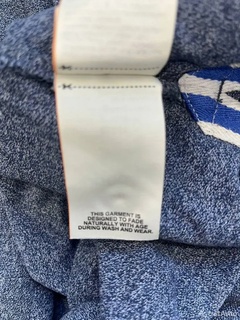 THIS GARMENT IS
DESIGNED TO FADE
NATURALLY WITH AGE
DURING WASH AND WEAR.